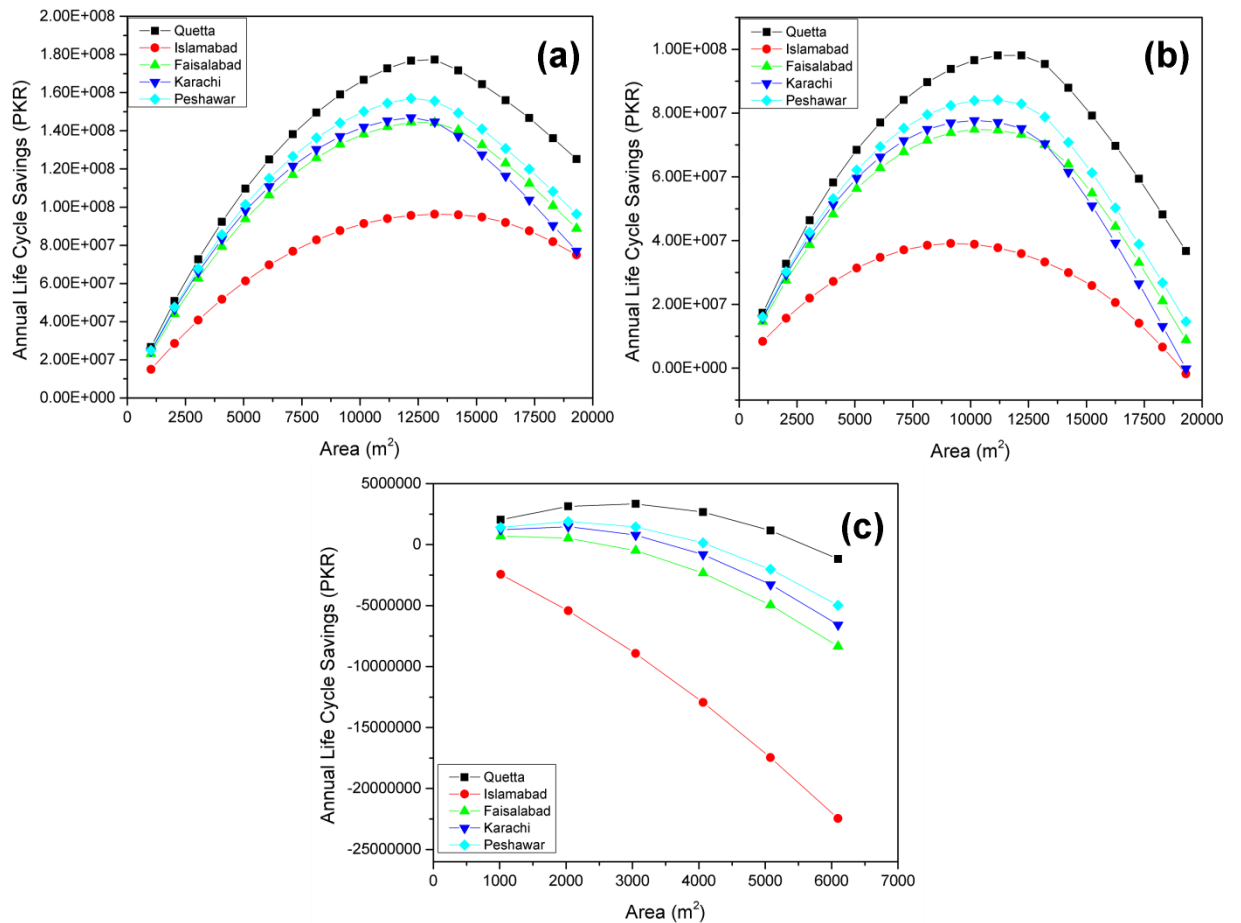 2.00E+008
1.80E+008
1.60E+008
1.40E+008
1.20E+008
1.00E+008
8.00E+007
6.00E+007
4.00E+007
2.00E+007
0.00E+000
Annual Life Cycle Savings (PKR)
Quetta
Islamabad
Faisalabad
Karachi
Peshawar
(a)
0 2500 5000 7500 10000 12500 15000 17500 20000
Area (m²)
1.00E+008
8.00E+007
6.00E+007
4.00E+007
2.00E+007
0.00E+000
Annual Life Cycle Savings (PKR)
Quetta
Islamabad
Faisalabad
Karachi
Peshawar
(b)
0 2500 5000 7500 10000 12500 15000 17500 20000
Area (m²)
5000000
0
-5000000
-10000000
-15000000
-20000000
-25000000
Annual Life Cycle Savings (PKR)
(c)
Quetta
Islamabad
Faisalabad
Karachi
Peshawar
0 1000 2000 3000 4000 5000 6000 7000
Area (m²)